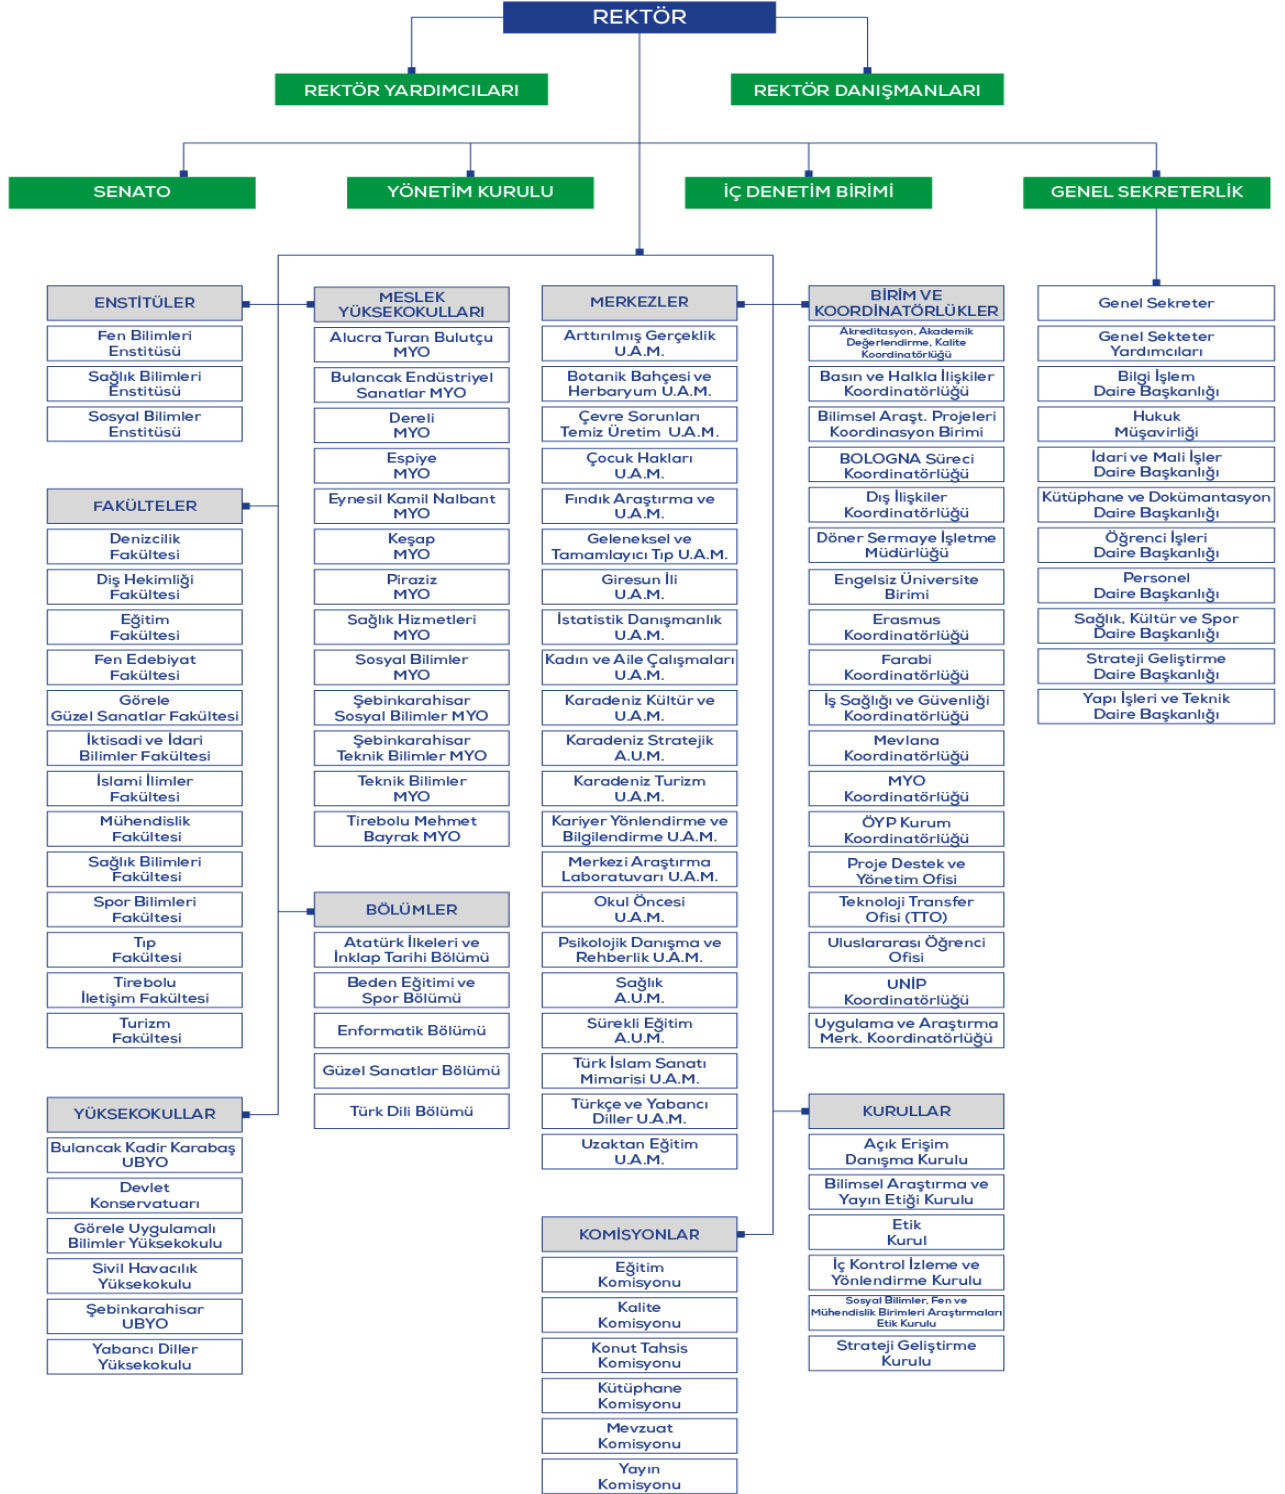 REKTÖR
REKTÖR YARDIMCILARI
REKTÖR DANIŞMANLARI
SENATO
YÖNETİM KURULU
İÇ DENETİM BİRİMİ
GENEL SEKRETERLİK
ENSTİTÜLER
Fen Bilimleri
Enstitüsü
Sağlık Bilimleri
Enstitüsü
Sosyal Bilimler
Enstitüsü
FAKÜLTELER
Denizcilik
Fakültesi
Diş Hekimliği
Fakültesi
Eğitim
Fakültesi
Fen Edebiyat
Fakültesi
Görele
Güzel Sanatlar Fakültesi
İktisadi ve İdari
Bilimler Fakültesi
İslami İlimler
Fakültesi
Mühendislik
Fakültesi
Sağlık Bilimleri
Fakültesi
Spor Bilimleri
Fakültesi
Tıp
Fakültesi
Tirebolu
İletişim Fakültesi
Turizm
Fakültesi
YÜKSEKOKULLAR
Bulancak Kadir Karabaş
UBYO
Devlet
Konservatuarı
Görele Uygulamalı
Bilimler Yüksekokulu
Sivil Havacılık
Yüksekokulu
Şebinkarahisar
UBYO
Yabancı Diller
Yüksekokulu
MESLEK
YÜKSEKOKULLARI
Alucra Turan Bulutçu
MYO
Bulancak Endüstriyel
Sanatlar MYO
Dereli
MYO
Espiye
MYO
Eynesil Kamil Nalbant
MYO
Keşap
MYO
Piraziz
MYO
Sağlık Hizmetleri
MYO
Sosyal Bilimler
MYO
Şebinkarahisar
Sosyal Bilimler MYO
Şebinkarahisar
Teknik Bilimler MYO
Teknik Bilimler
MYO
Tirebolu Mehmet
Bayrak MYO
BÖLÜMLER
Atatürk İlkeleri ve
İnklap Tarihi Bölümü
Beden Eğitimi ve
Spor Bölümü
Enformatik Bölümü
Güzel Sanatlar Bölümü
Türk Dili Bölümü
MERKEZLER
Arttırılmış Gerçeklik
U.A.M.
Botanik Bahçesi ve
Herbaryum U.A.M.
Çevre Sorunları
Temiz Üretim U.A.M.
Çocuk Hakları
U.A.M.
Fındık Araştırma ve
U.A.M.
Geleneksel ve
Tamamlayıcı Tıp U.A.M.
Giresun İli
U.A.M.
İstatistik Danışmanlık
U.A.M.
Kadın ve Aile Çalışmaları
U.A.M.
Karadeniz Kültür ve
U.A.M.
Karadeniz Stratejik
A.U.M.
Karadeniz Turizm
U.A.M.
Kariyer Yönlendirme ve
Bilgilendirme U.A.M.
Merkezi Araştırma
Laboratuvarı U.A.M.
Okul Öncesi
U.A.M.
Psikolojik Danışma ve
Rehberlik U.A.M.
Sağlık
A.U.M.
Sürekli Eğitim
A.U.M.
Türk İslam Sanatı
Mimarisi U.A.M.
Türkçe ve Yabancı
Diller U.A.M.
Uzaktan Eğitim
U.A.M.
KOMİSYONLAR
Eğitim
Komisyonu
Kalite
Komisyonu
Konut Tahsis
Komisyonu
Kütüphane
Komisyonu
Mevzuat
Komisyonu
Yayın
Komisyonu
BİRİM VE
KOORDİNATÖRLÜKLER
Akreditasyon, Akademik
Değerlendirme, Kalite
Koordinatörlüğü
Basın ve Halkla İlişkiler
Koordinatörlüğü
Bilimsel Araşt. Projeleri
Koordinasyon Birimi
BOLOGNA Süreci
Koordinatörlüğü
Dış İlişkiler
Koordinatörlüğü
Döner Sermaye İşletme
Müdürlüğü
Engelsiz Üniversite
Birimi
Erasmus
Koordinatörlüğü
Farabi
Koordinatörlüğü
İş Sağlığı ve Güvenliği
Koordinatörlüğü
Mevlana
Koordinatörlüğü
MYO
Koordinatörlüğü
ÖYP Kurum
Koordinatörlüğü
Proje Destek ve
Yönetim Ofisi
Teknoloji Transfer
Ofisi (TTO)
Uluslararası Öğrenci
Ofisi
UNİP
Koordinatörlüğü
Uygulama ve Araştırma
Merk. Koordinatörlüğü
KURULLAR
Açık Erişim
Danışma Kurulu
Bilimsel Araştırma ve
Yayın Etiği Kurulu
Etik
Kurul
İç Kontrol İzleme ve
Yönlendirme Kurulu
Sosyal Bilimler, Fen ve
Mühendislik Birimleri Araştırmaları
Etik Kurulu
Strateji Geliştirme
Kurulu
Genel Sekreter
Genel Sekteter
Yardımcıları
Bilgi İşlem
Daire Başkanlığı
Hukuk
Müşavirliği
İdari ve Mali İşler
Daire Başkanlığı
Kütüphane ve Dokümantasyon
Daire Başkanlığı
Öğrenci İşleri
Daire Başkanlığı
Personel
Daire Başkanlığı
Sağlık, Kültür ve Spor
Daire Başkanlığı
Strateji Geliştirme
Daire Başkanlığı
Yapı İşleri ve Teknik
Daire Başkanlığı